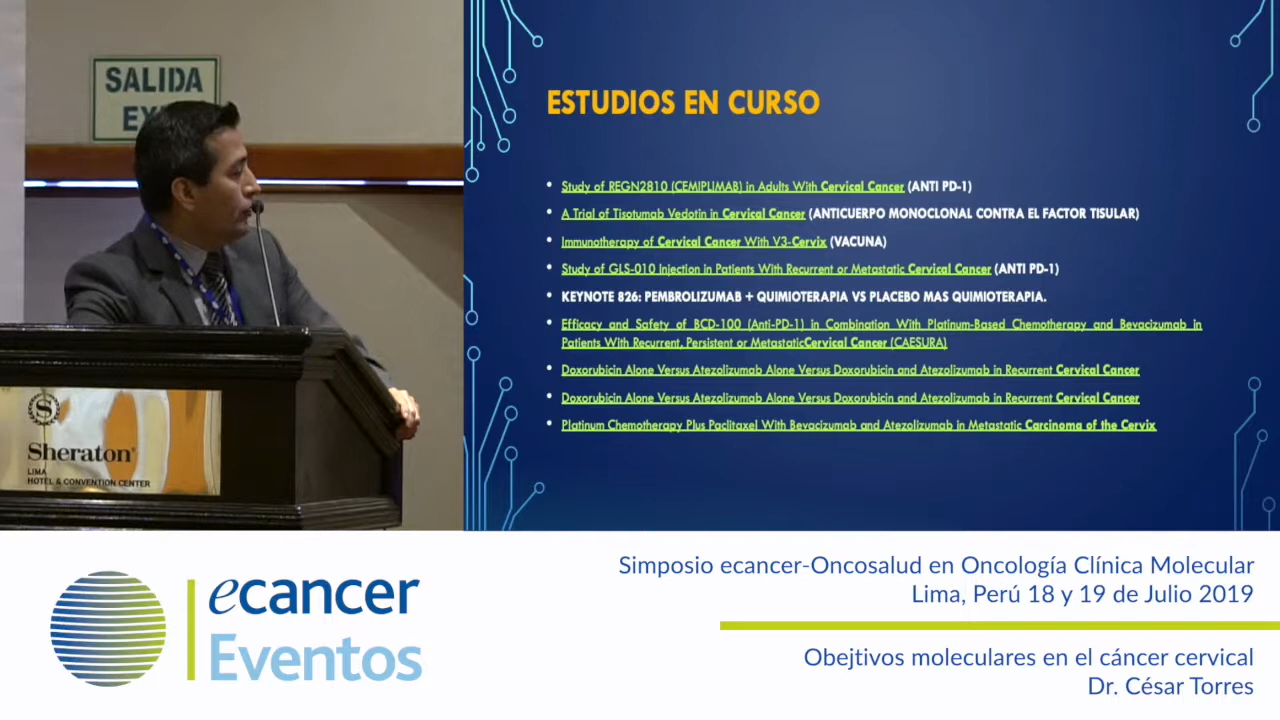 SALIDA
ESTUDIOS EN CURSO
• Study of REGN2810 (CEMIPLIMAB) in Adults With Cervical Cancer (ANTI PD-1)
• A Trial of Tisotumab Vedotin in Cervical Cancer (ANTICUERPO MONOCLONAL CONTRA EL FACTOR TISULAR)
• Immunotherapy of Cervical Cancer With V3-Cervix (VACUNA)
• Study of GLS-010 Injection in Patients With Recurrent or Metastatic Cervical Cancer (ANTI PD-1)
• KEYNOTE 826: PEMBROLIZUMAB + QUIMIOTERAPIA VS PLACEBO MAS QUIMIOTERAPIA.
• Efficacy and Safety of BCD-100 (Anti-PD-1) in Combination With Platinum-Based Chemotherapy and Bevacizumab in
Patients With Recurrent, Persistent or MetastaticCervical Cancer (CAESURA)
• Doxorubicin Alone Versus Atezolizumab Alone Versus Doxorubicin and Atezolizumab in Recurrent Cervical Cancer
• Doxorubicin Alone Versus Atezolizumab Alone Versus Doxorubicin and Atezolizumab in Recurrent Cervical Cancer
• Platinum Chemotherapy Plus Paclitaxel With Bevacizumab and Atezolizumab in Metastatic Carcinoma of the Cervix
S
Sheraton
LIMA
HOTEL & CONVENTION CENTER
ecancer
Eventos
Simposio ecancer-Oncosalud en Oncología Clínica Molecular
Lima, Perú 18 y 19 de Julio 2019
Obejtivos moleculares en el cáncer cervical
Dr. César Torres